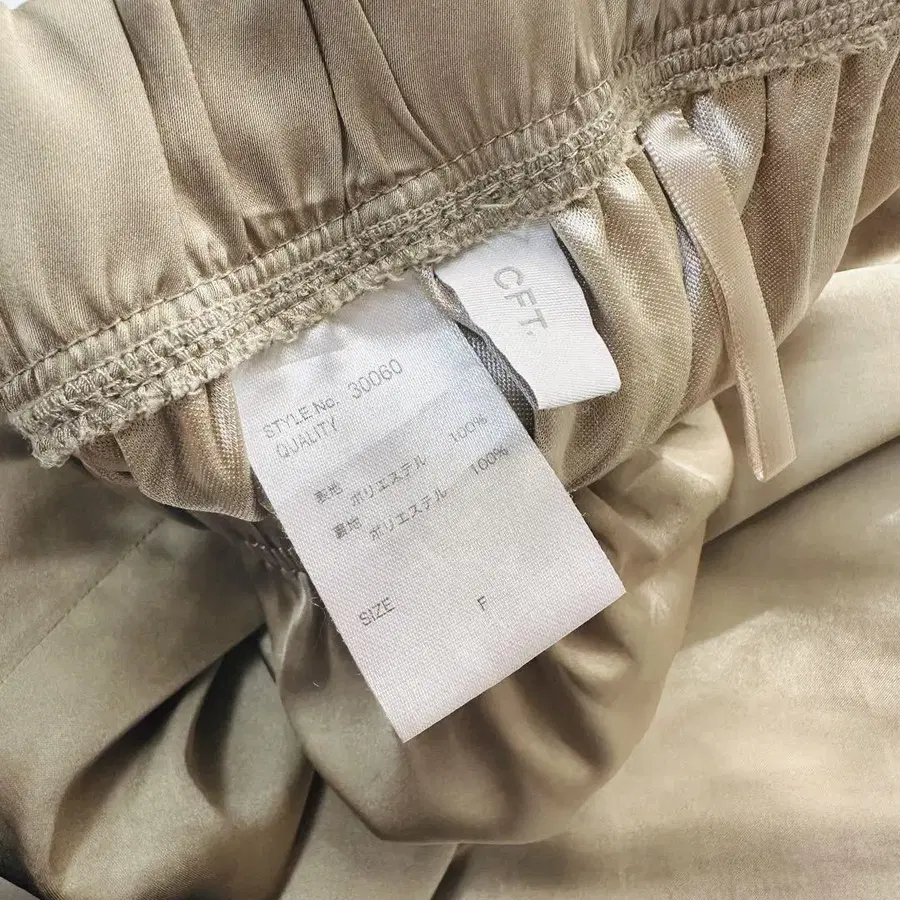 CFT.
STYLE.No. 30060
QUALITY
表地 ポリエステル 100%
裏地 ポリエステル 100%
SIZE F